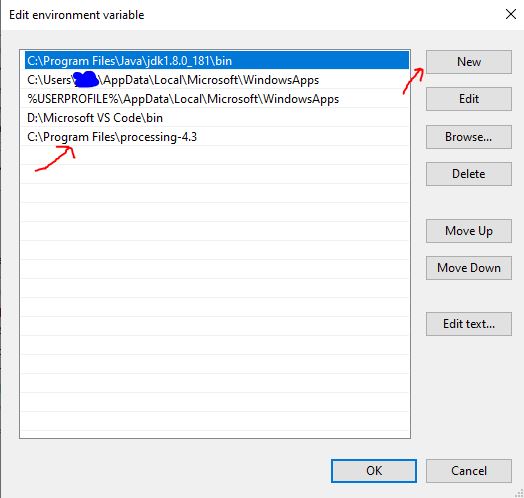 Edit environment variable
C:\Program Files\Java\jdk1.8.0_181\bin
C:\Users\ \AppData\Local\Microsoft\WindowsApps
%USERPROFILE%\AppData\Local\Microsoft\WindowsApps
D:\Microsoft VS Code\bin
C:\Program Files\processing-4.3
New
Edit
Browse...
Delete
Move Up
Move Down
Edit text...
OK
Cancel